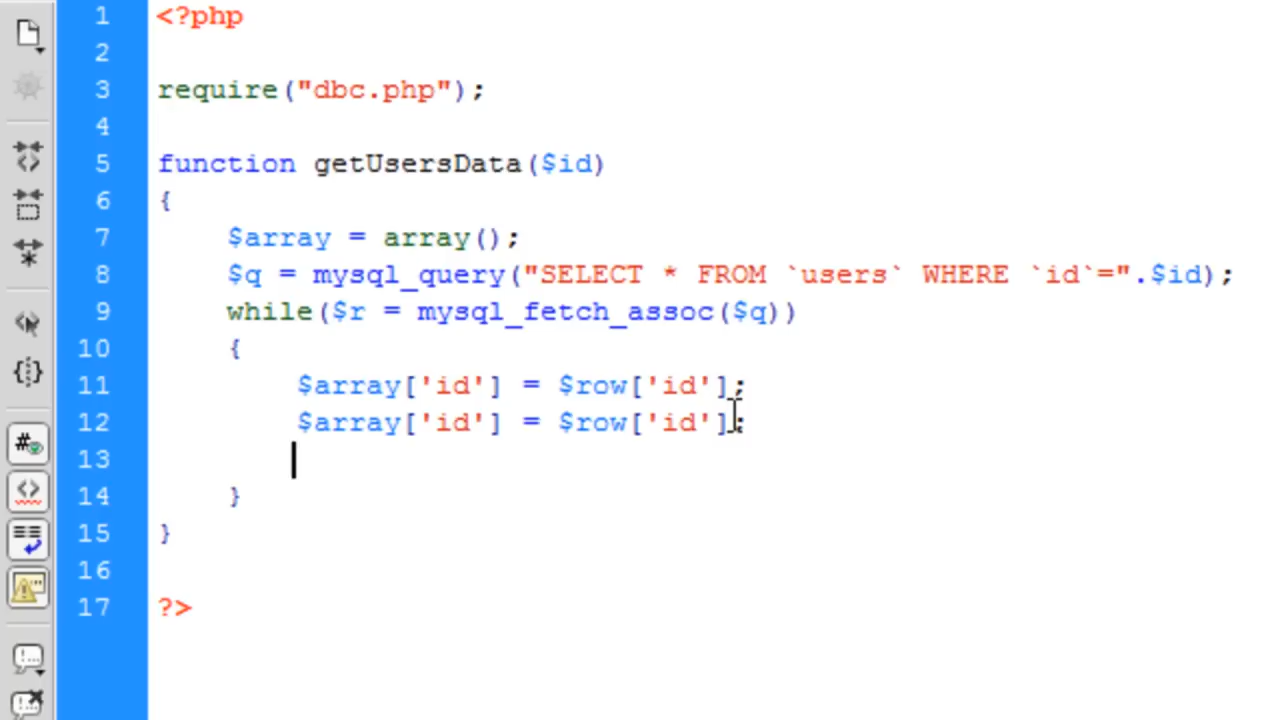 1 <?php
2
3 require("dbc.php");
4
5 function getUsersData($id)
6 {
7 $array = array();
8 $q = mysql_query("SELECT * FROM `users` WHERE `id`=".$id);
9 while($r = mysql_fetch_assoc($q))
10 {
11 $array['id'] = $row['id'];
12 $array['id'] = $row['id'];
13
14 }
15 }
16
17 ?>